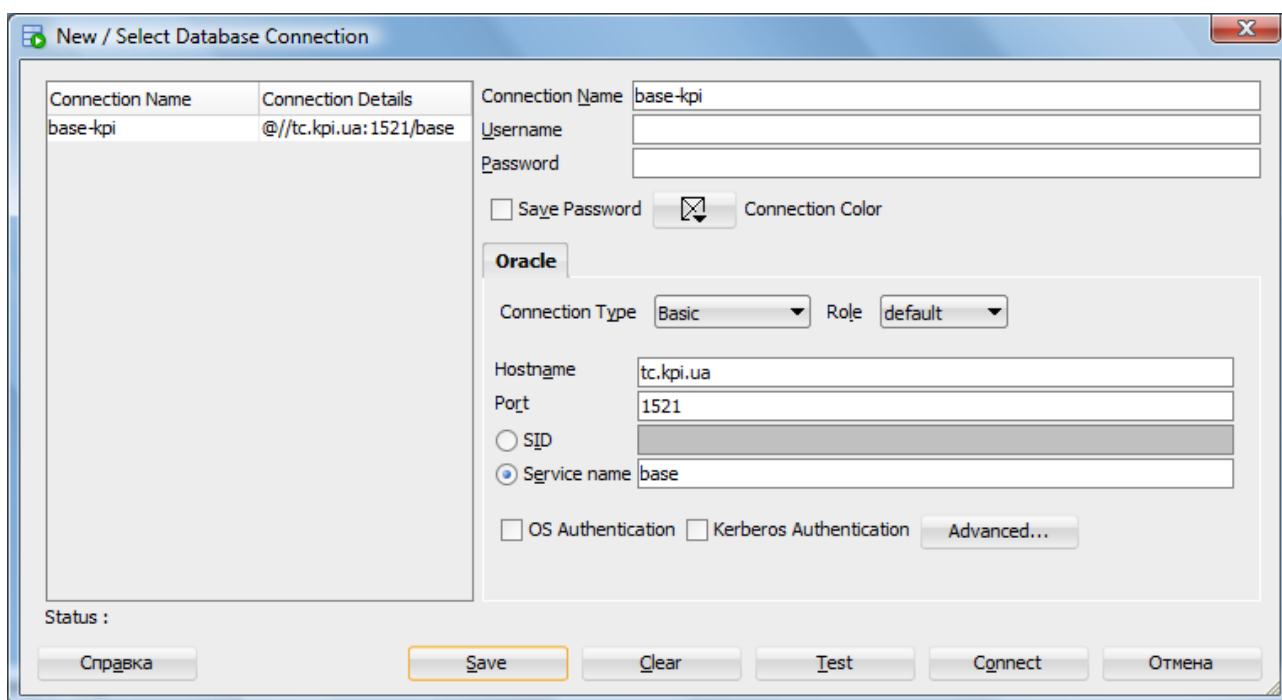 New / Select Database Connection
Connection Name Connection Details
base-kpi @//tc.kpi.ua:1521/base
Connection Name base-kpi
Username
Password
Save Password Connection Color
Oracle
Connection Type Basic Role default
Hostname tc.kpi.ua
Port 1521
SID
Service name base
OS Authentication Kerberos Authentication Advanced...
Status :
Справка Save Clear Test Connect Отмена